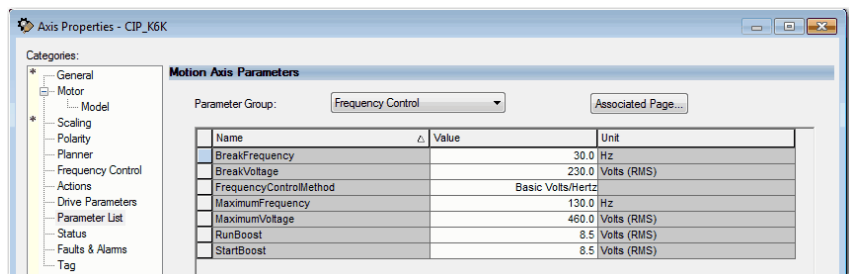 Axis Properties - CIP_K6K
Categories:
* General
Motor
Model
* Scaling
Polarity
Planner
Frequency Control
Actions
Drive Parameters
Parameter List
Status
Faults & Alarms
Tag
Motion Axis Parameters
Parameter Group: Frequency Control Associated Page...
Name Value Unit
BreakFrequency 30.0 Hz
BreakVoltage 230.0 Volts (RMS)
FrequencyControlMethod Basic Volts/Hertz
MaximumFrequency 130.0 Hz
MaximumVoltage 460.0 Volts (RMS)
RunBoost 8.5 Volts (RMS)
StartBoost 8.5 Volts (RMS)